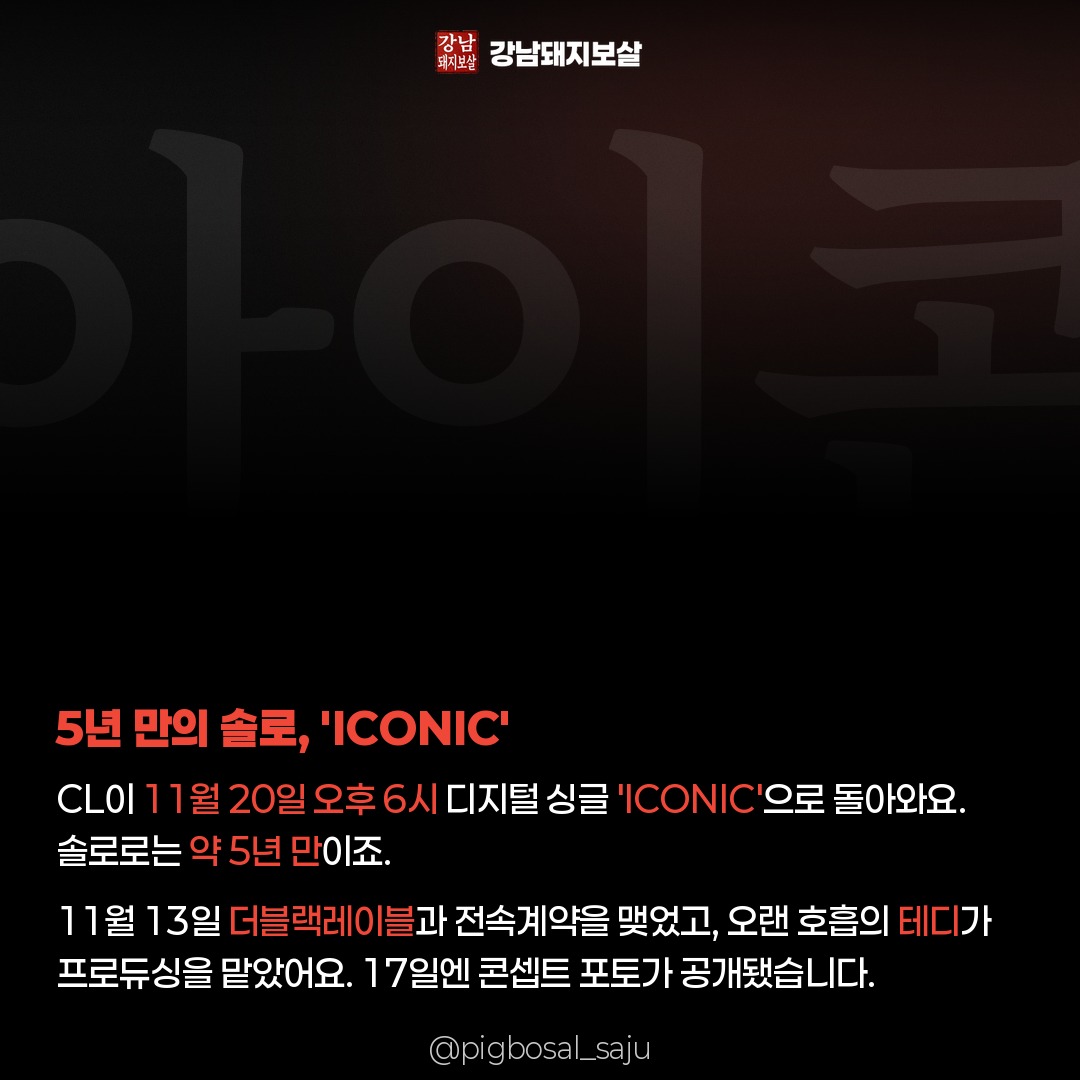 강남
돼지보살
강남돼지보살
아이콘
5년 만의 솔로, 'ICONIC'
CL이 11월 20일 오후 6시 디지털 싱글 'ICONIC'으로 돌아와요.
솔로로는 약 5년 만이죠.
11월 13일 더블랙레이블과 전속계약을 맺었고, 오랜 호흡의 테디가
프로듀싱을 맡았어요. 17일엔 콘셉트 포토가 공개됐습니다.
@pigbosal_saju